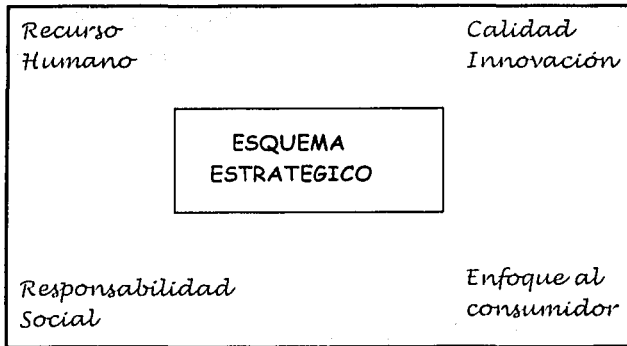 Recurso
Humano
Calidad
Innovación
ESQUEMA
ESTRATEGICO
Responsabilidad
Social
Enfoque al
consumidor